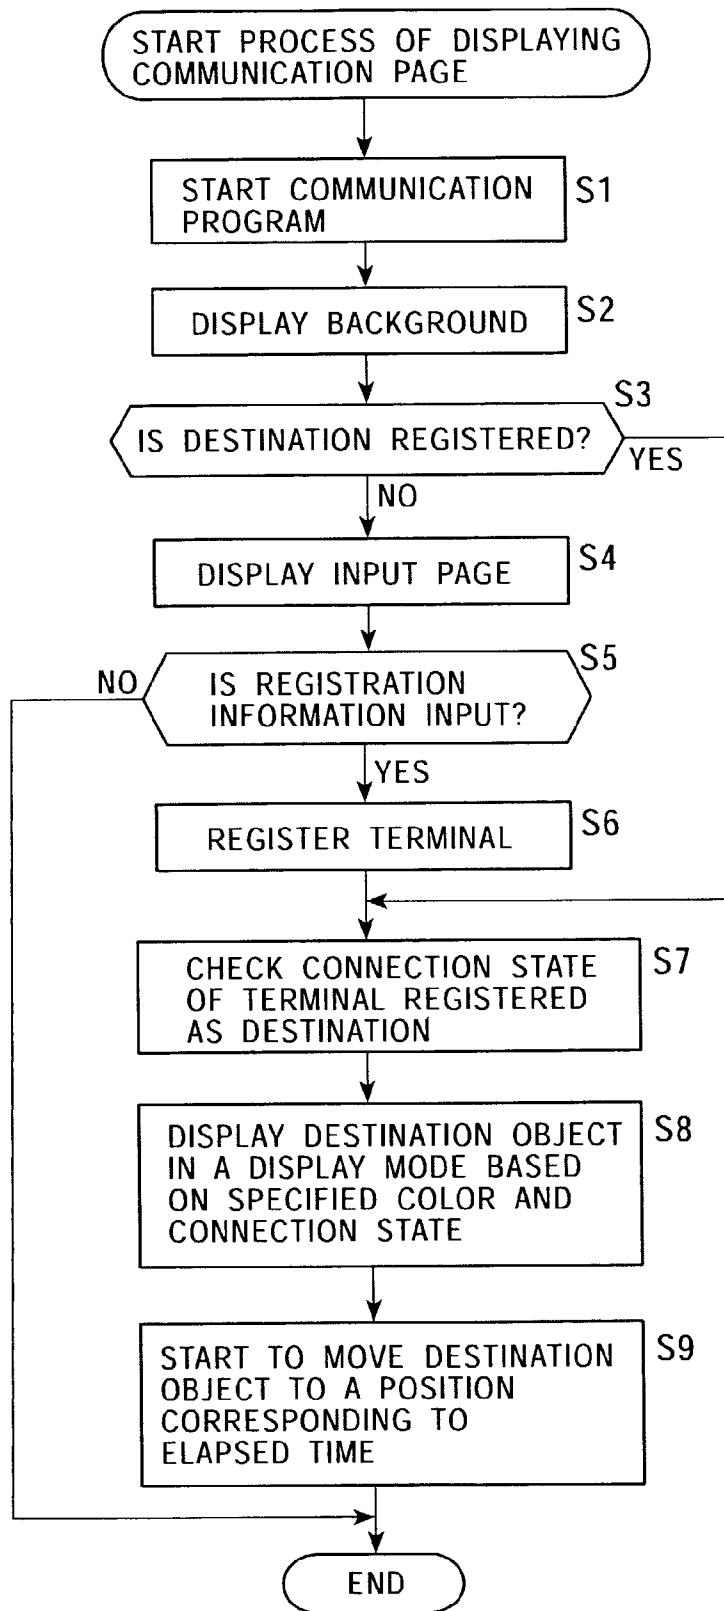 START PROCESS OF DISPLAYING
COMMUNICATION PAGE
START COMMUNICATION
PROGRAM
S1
DISPLAY BACKGROUND
S2
S3
IS DESTINATION REGISTERED?
YES
NO
DISPLAY INPUT PAGE
S4
S5
NO
IS REGISTRATION
INFORMATION INPUT?
YES
REGISTER TERMINAL
S6
CHECK CONNECTION STATE
OF TERMINAL REGISTERED
AS DESTINATION
S7
DISPLAY DESTINATION OBJECT
IN A DISPLAY MODE BASED
ON SPECIFIED COLOR AND
CONNECTION STATE
S8
START TO MOVE DESTINATION
OBJECT TO A POSITION
CORRESPONDING TO
ELAPSED TIME
S9
END